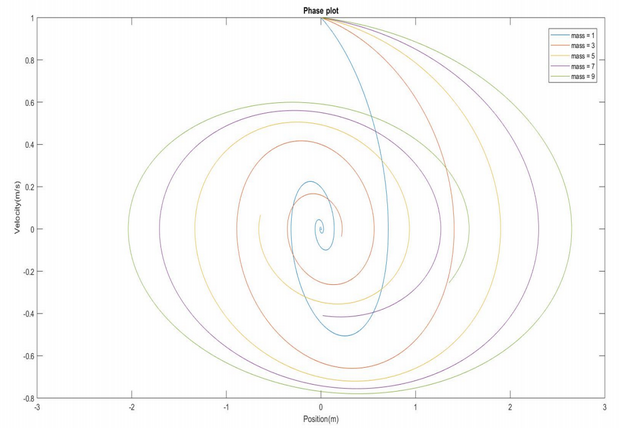 Phase plot
1
0.8
0.6
0.4
0.2
0
-0.2
-0.4
-0.6
-0.8
Velocity(m/s)
-3
-2
-1
0
1
2
3
Position(m)
mass = 1
mass = 3
mass = 5
mass = 7
mass = 9